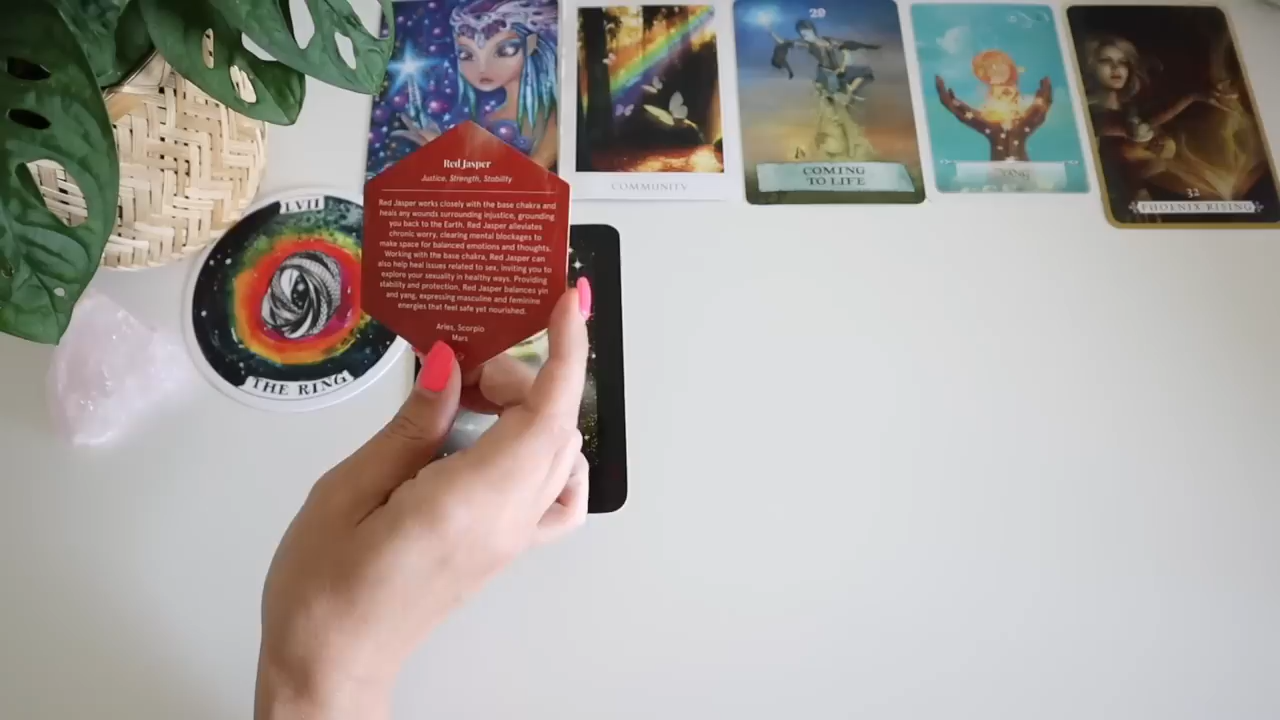 29
COMMUNITY
COMING
TO LIFE
32
PHOENIX RISING
LVII
THE RING
Red Jasper
Justice, Strength, Stability
Red Jasper works closely with the base chakra and
heals any wounds surrounding injustice, grounding
you back to the Earth. Red Jasper alleviates
chronic worry, clearing mental blockages to
make space for balanced emotions and thoughts.
Working with the base chakra, Red Jasper can
also help heal issues related to sex, inviting you to
explore your sexuality in healthy ways. Providing
stability and protection, Red Jasper balances yin
and yang, expressing masculine and feminine
energies that feel safe yet nourished.
Aries, Scorpio
Mars